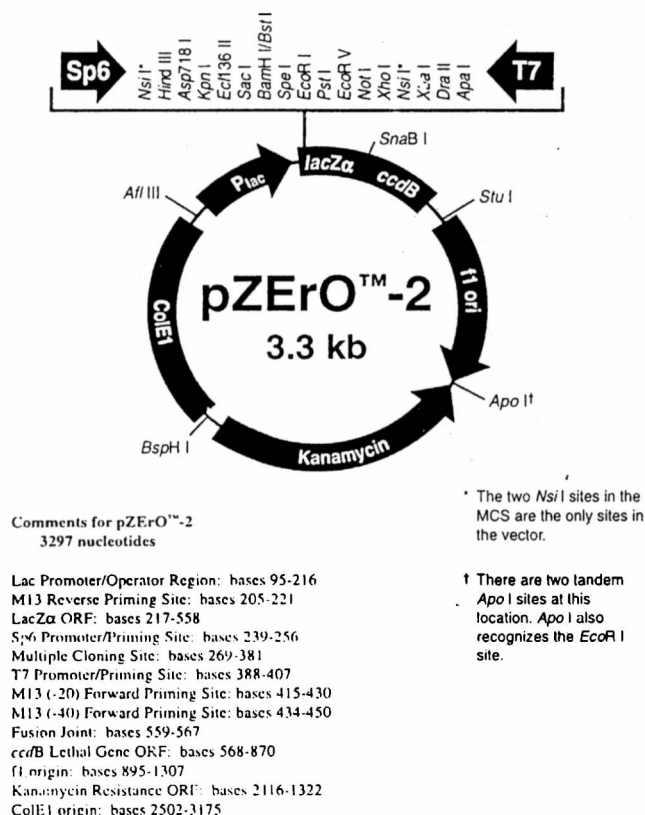 Sp6
Nsi I*
Hind III
Asp718 I
Kpn I
Ecl136 II
Sac I
BamH I/Bst I
Spe I
EcoR I
Pst I
EcoR V
Not I
Xho I
Nsi I*
Xba I
Dra II
Apa I
T7
SnaB I
Plac
lacZα
ccdB
Afl III
Stu I
ColE1
f1 ori
pZErO™-2
3.3 kb
Apo I†
BspH I
Kanamycin
Comments for pZErO™-2
3297 nucleotides
Lac Promoter/Operator Region: bases 95-216
M13 Reverse Priming Site: bases 205-221
LacZα ORF: bases 217-558
Sp6 Promoter/Priming Site: bases 239-256
Multiple Cloning Site: bases 269-381
T7 Promoter/Priming Site: bases 388-407
M13 (-20) Forward Priming Site: bases 415-430
M13 (-40) Forward Priming Site: bases 434-450
Fusion Joint: bases 559-567
ccdB Lethal Gene ORF: bases 568-870
f1 origin: bases 895-1307
Kanamycin Resistance ORF: bases 2116-1322
ColE1 origin: bases 2502-3175
* The two Nsi I sites in the
MCS are the only sites in
the vector.
† There are two tandem
Apo I sites at this
location. Apo I also
recognizes the EcoR I
site.